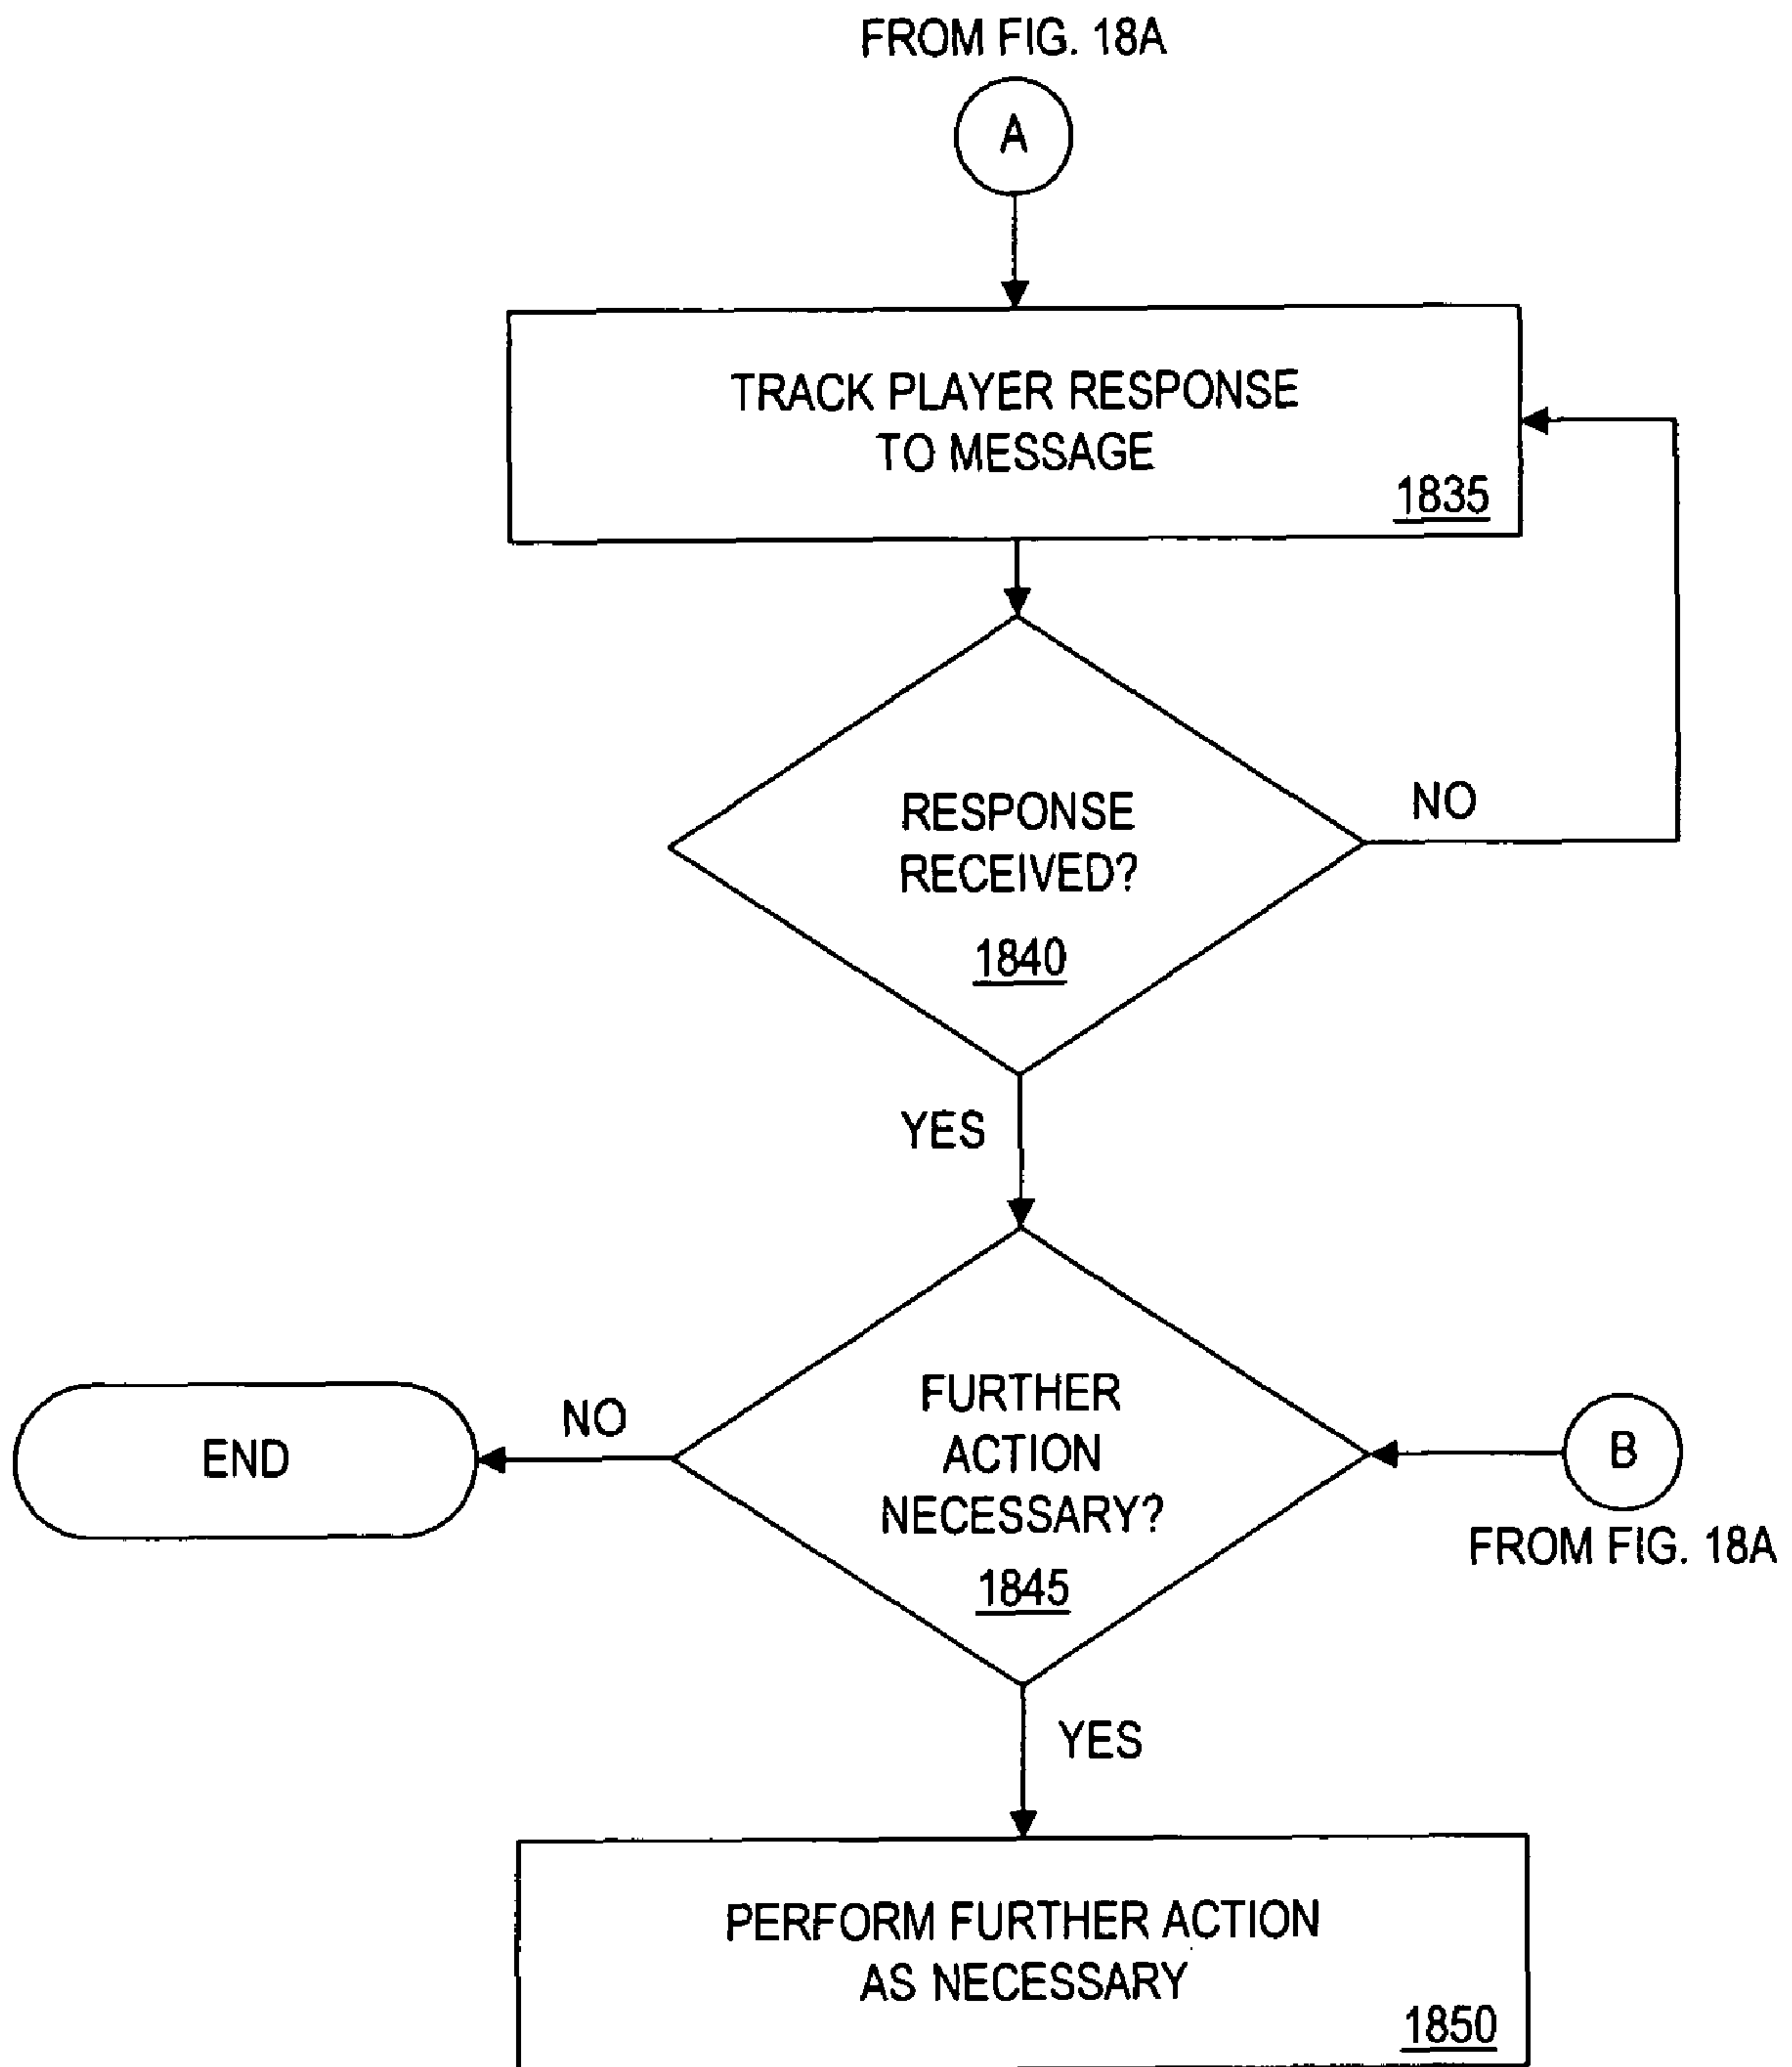 FROM FIG. 18A
A
TRACK PLAYER RESPONSE
TO MESSAGE
1835
RESPONSE
RECEIVED?
1840
NO
YES
FURTHER
ACTION
NECESSARY?
1845
NO
END
B
FROM FIG. 18A
YES
PERFORM FURTHER ACTION
AS NECESSARY
1850